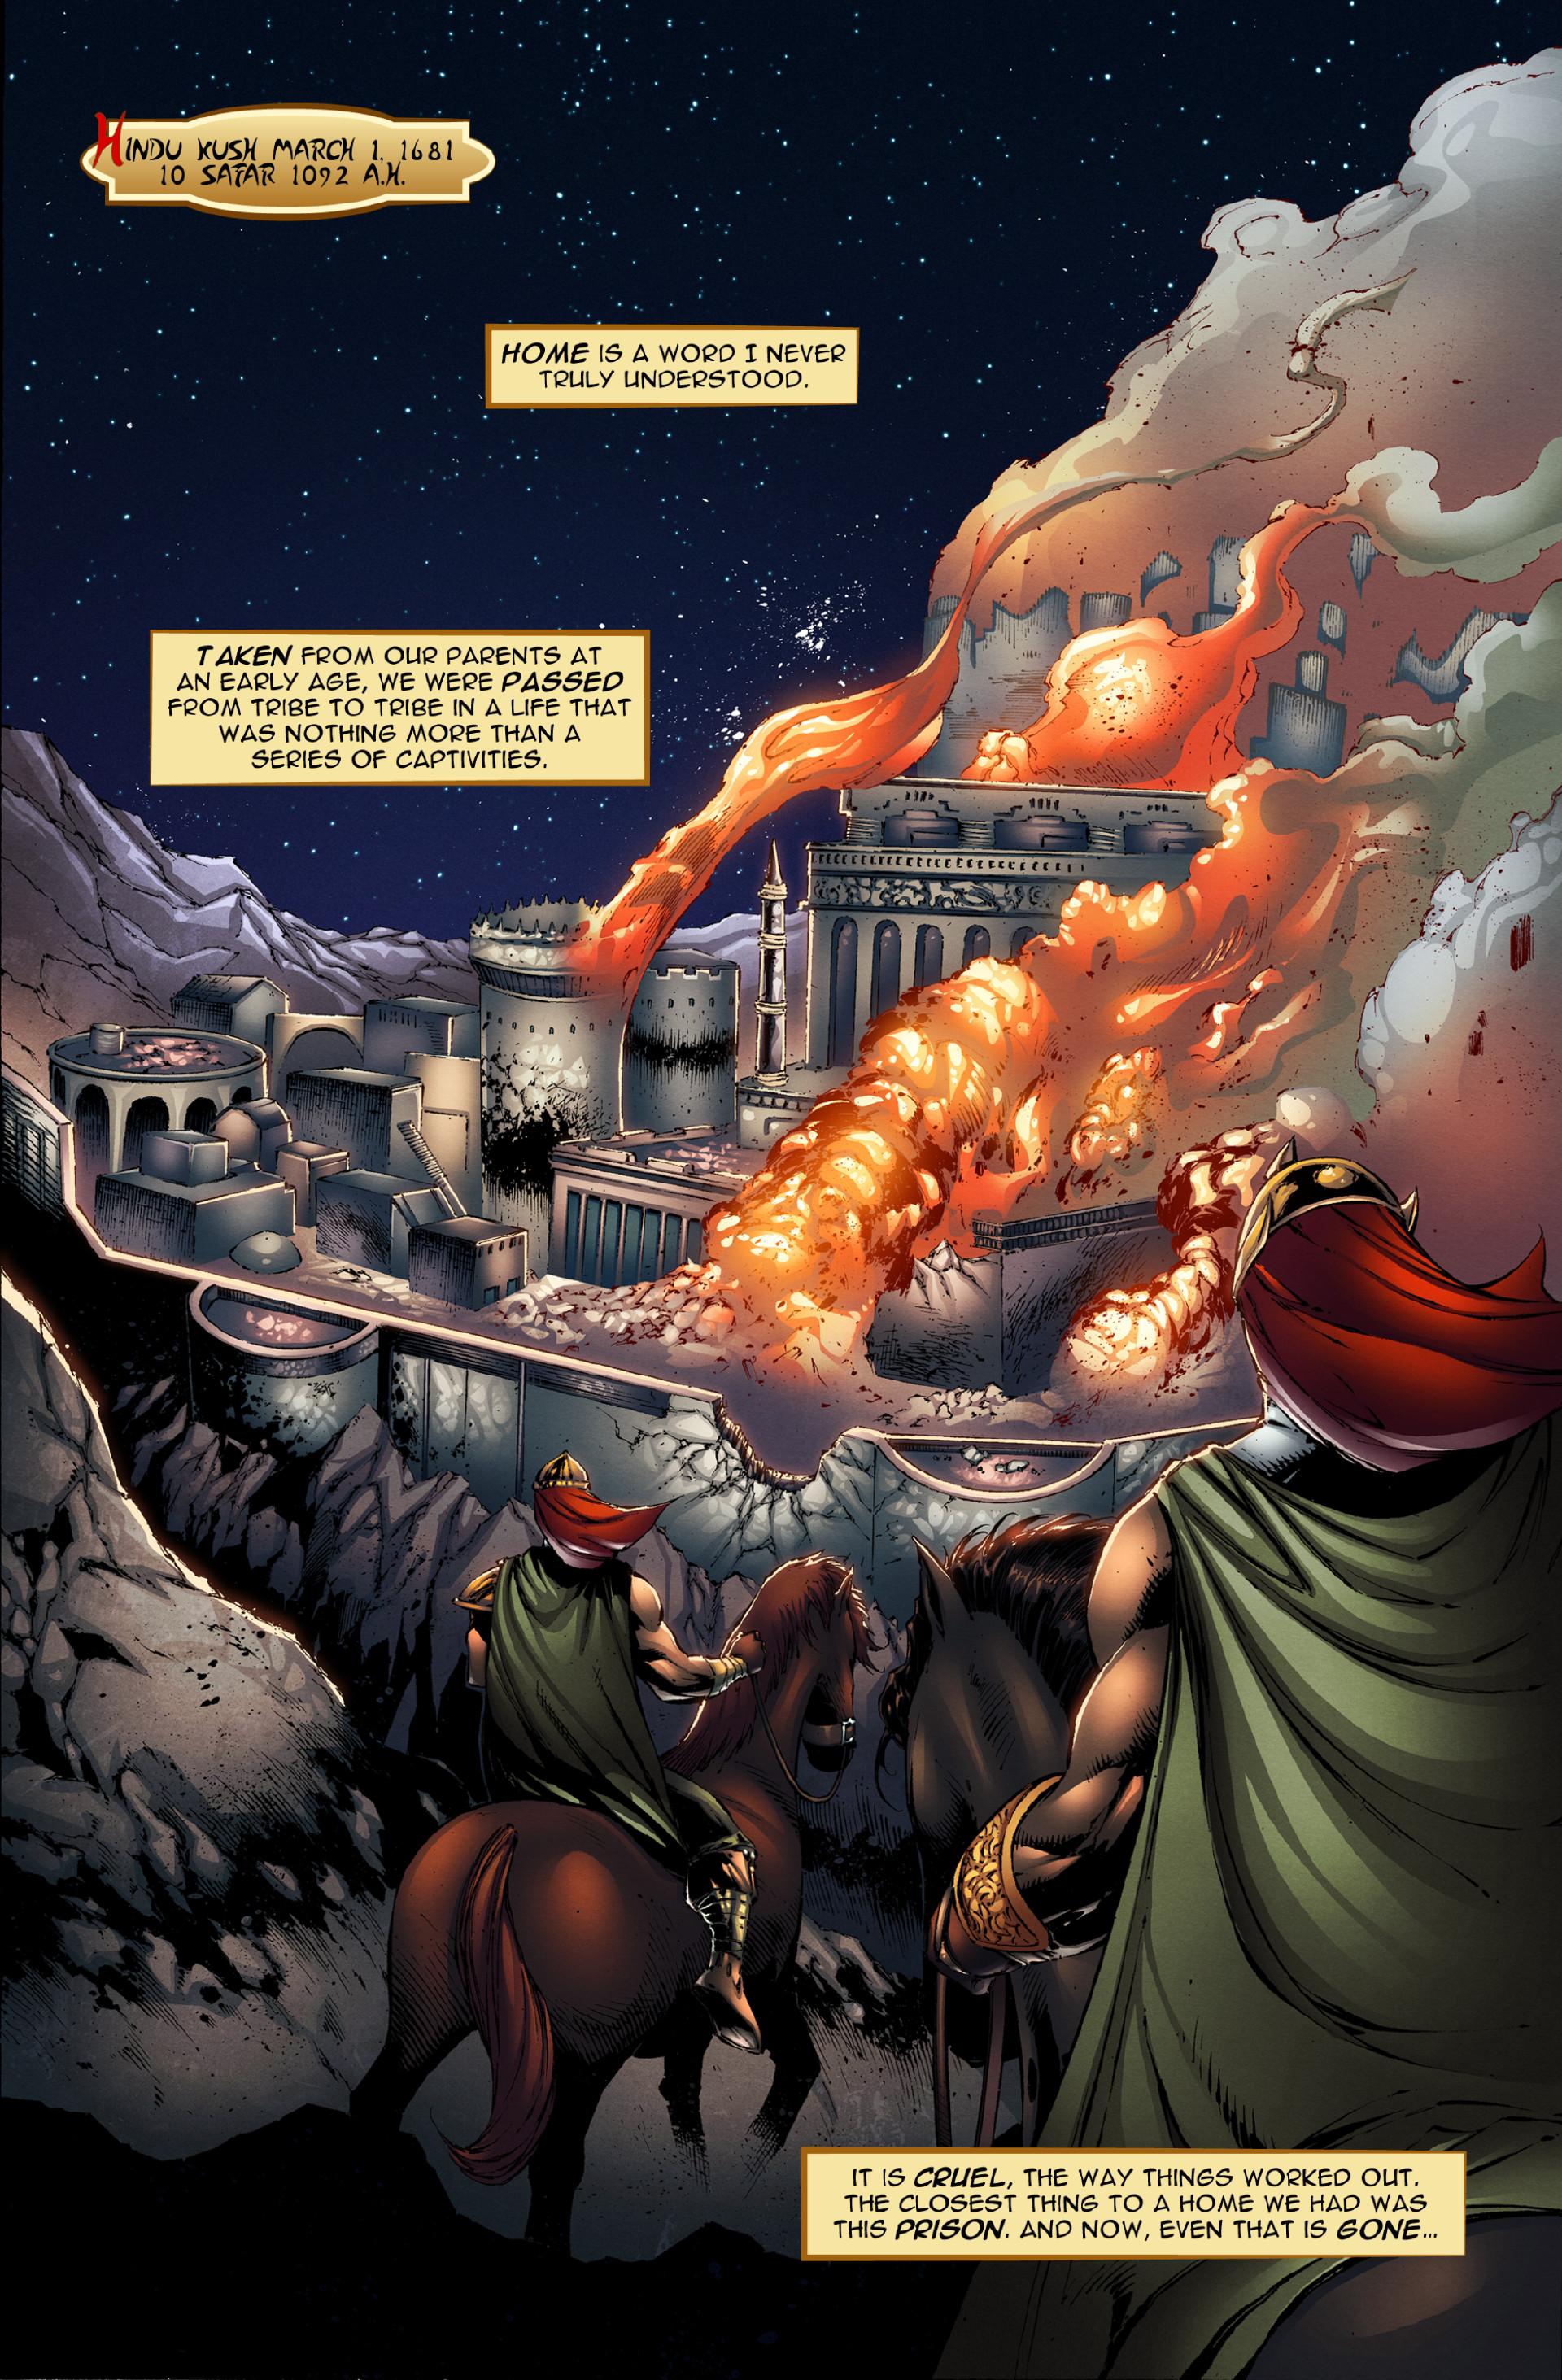 HINDU KUSH MARCH 1, 1681
10 SAFAR 1092 A.H.
HOME IS A WORD I NEVER
TRULY UNDERSTOOD.
TAKEN FROM OUR PARENTS AT
AN EARLY AGE, WE WERE PASSED
FROM TRIBE TO TRIBE IN A LIFE THAT
WAS NOTHING MORE THAN A
SERIES OF CAPTIVITIES.
IT IS CRUEL, THE WAY THINGS WORKED OUT.
THE CLOSEST THING TO A HOME WE HAD WAS
THIS PRISON. AND NOW, EVEN THAT IS GONE...